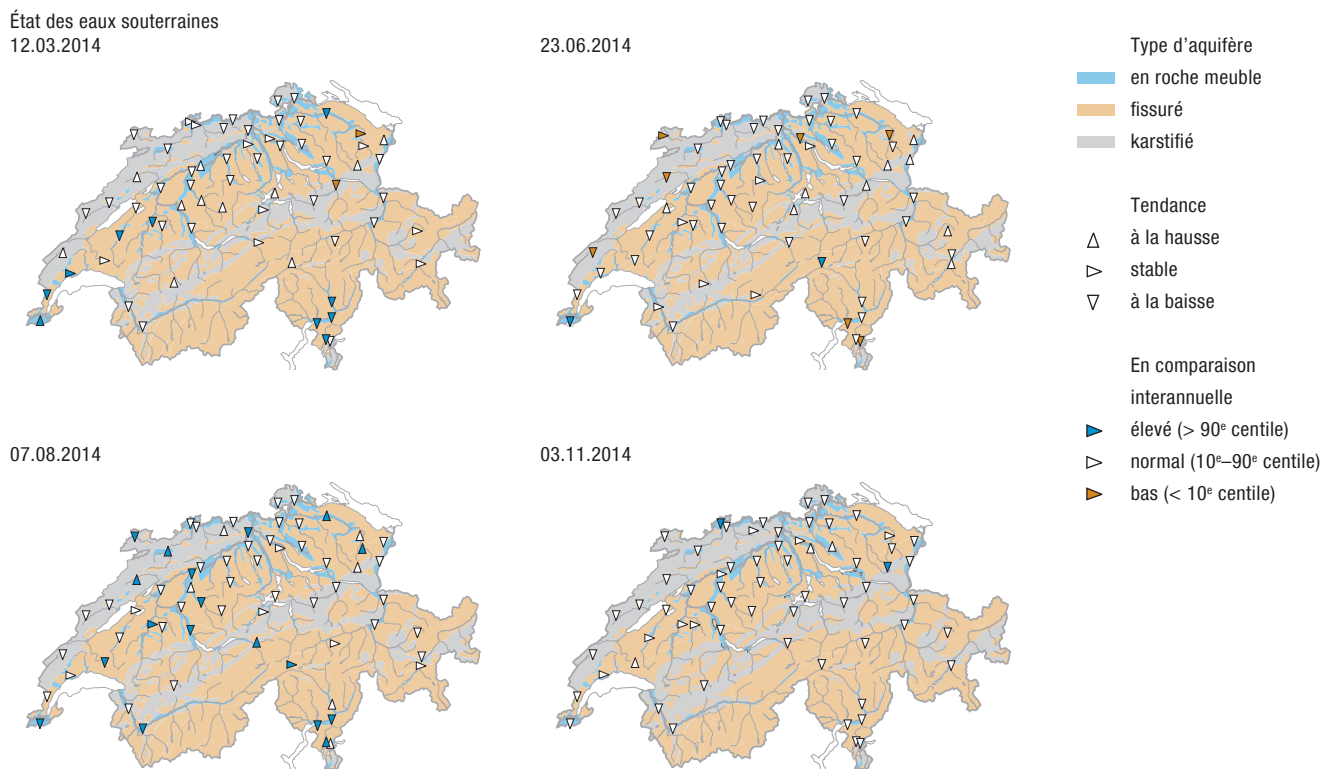 État des eaux souterraines
12.03.2014
23.06.2014
07.08.2014
03.11.2014
Type d'aquifère
en roche meuble
fissuré
karstifié
Tendance
à la hausse
stable
à la baisse
En comparaison
interannuelle
élevé (> 90e centile)
normal (10e–90e centile)
bas (< 10e centile)